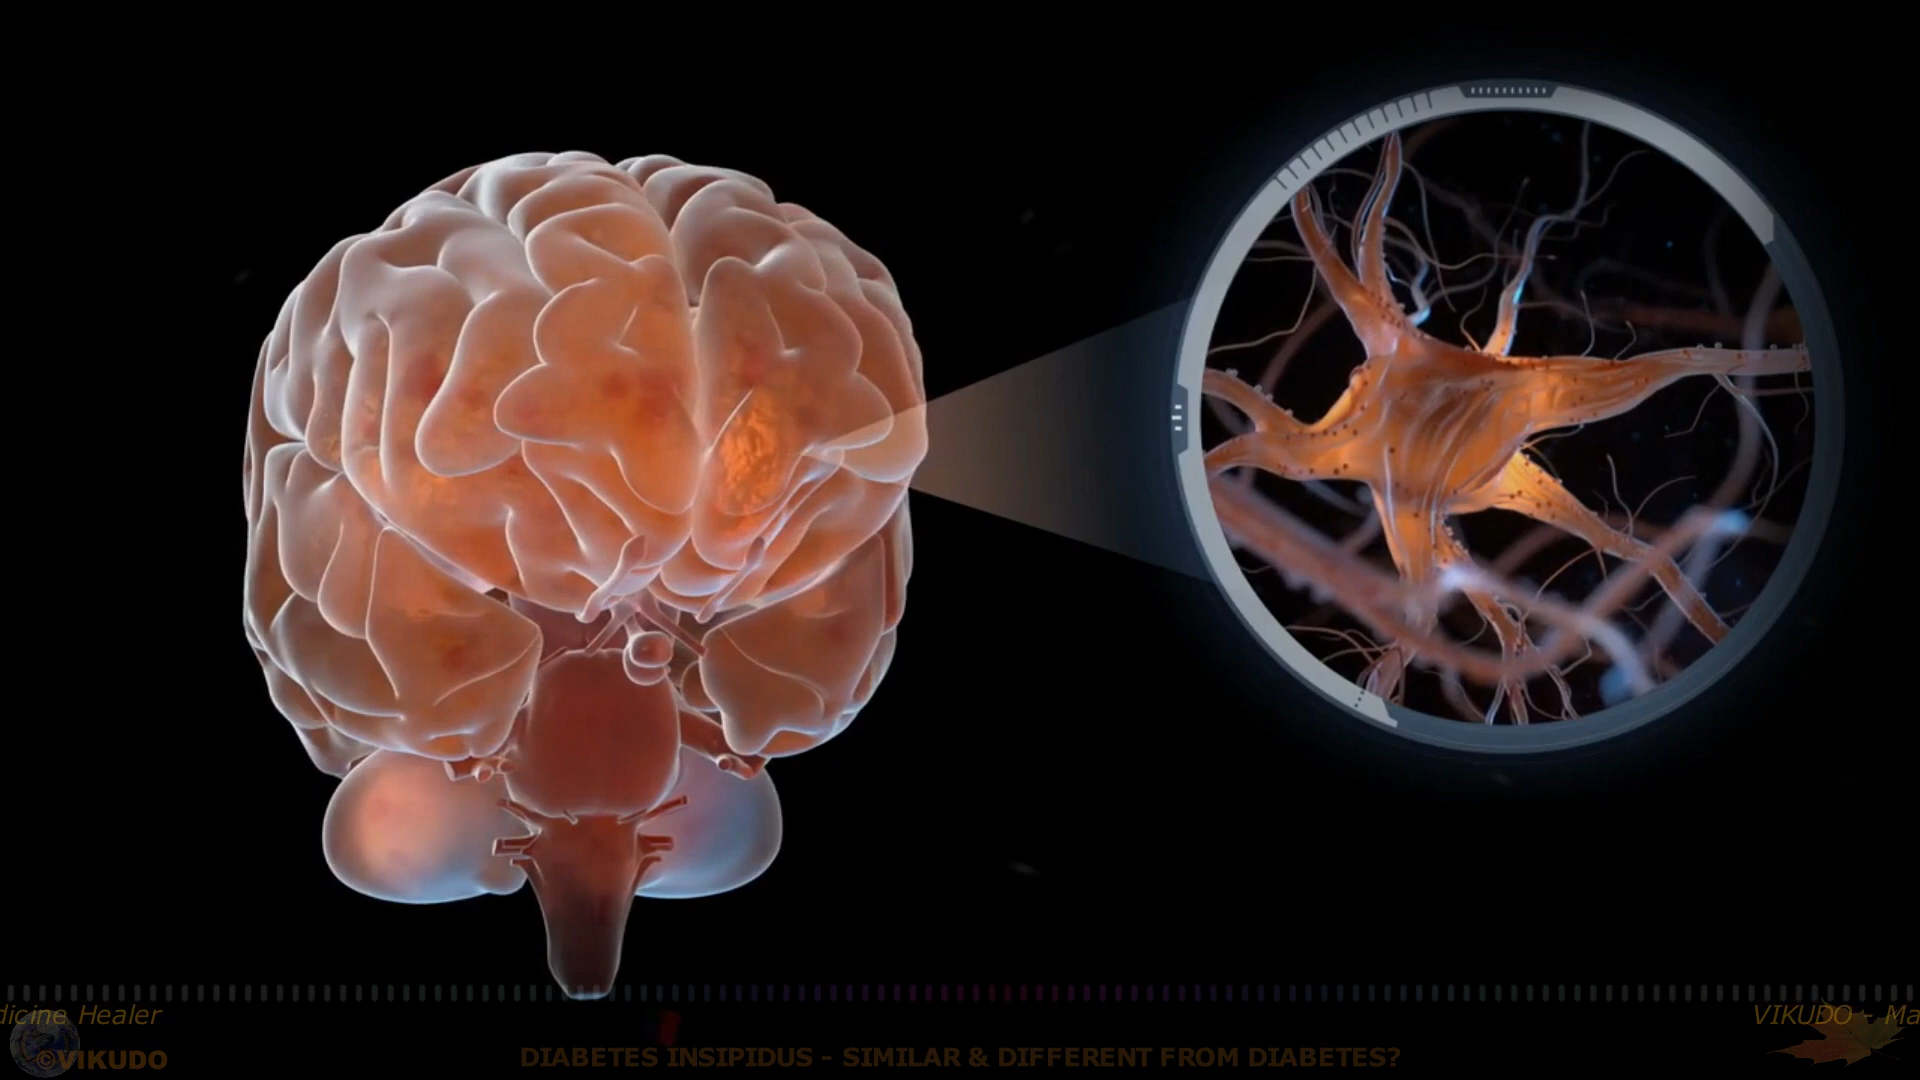 dicine Healer
VIKUDO - Ma
©VIKUDO
DIABETES INSIPIDUS - SIMILAR & DIFFERENT FROM DIABETES?